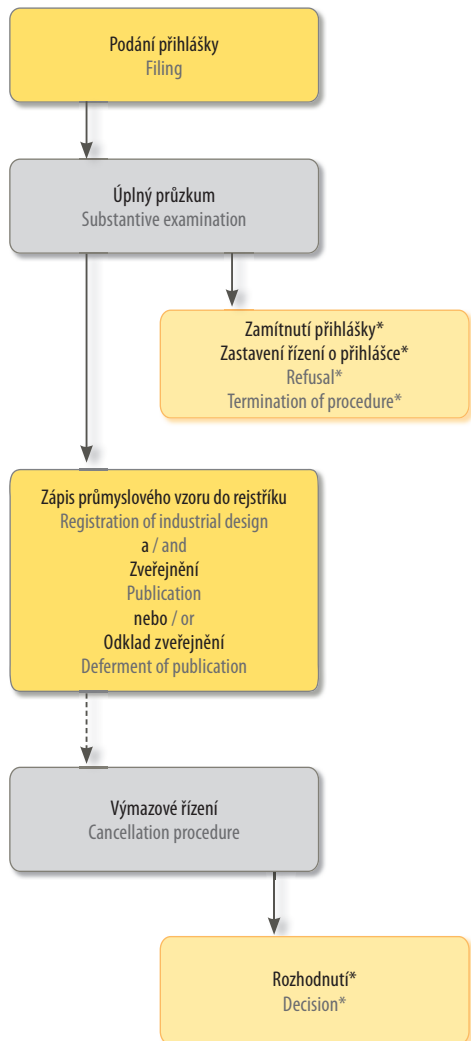 Podání přihlášky
Filing
Úplný průzkum
Substantive examination
Zamítnutí přihlášky*
Zastavení řízení o přihlášce*
Refusal*
Termination of procedure*
Zápis průmyslového vzoru do rejstříku
Registration of industrial design
a / and
Zveřejnění
Publication
nebo / or
Odklad zveřejnění
Deferment of publication
Výmazové řízení
Cancellation procedure
Rozhodnutí*
Decision*